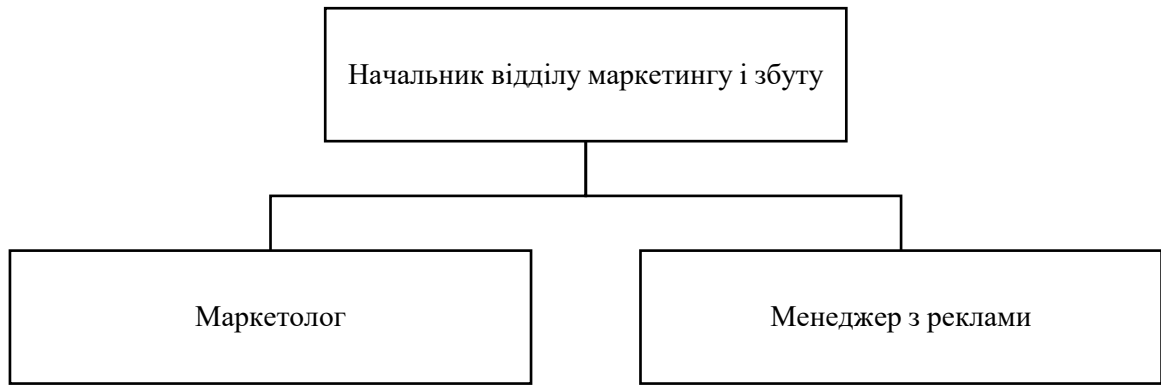 Начальник відділу маркетингу і збуту
Маркетолог
Менеджер з реклами